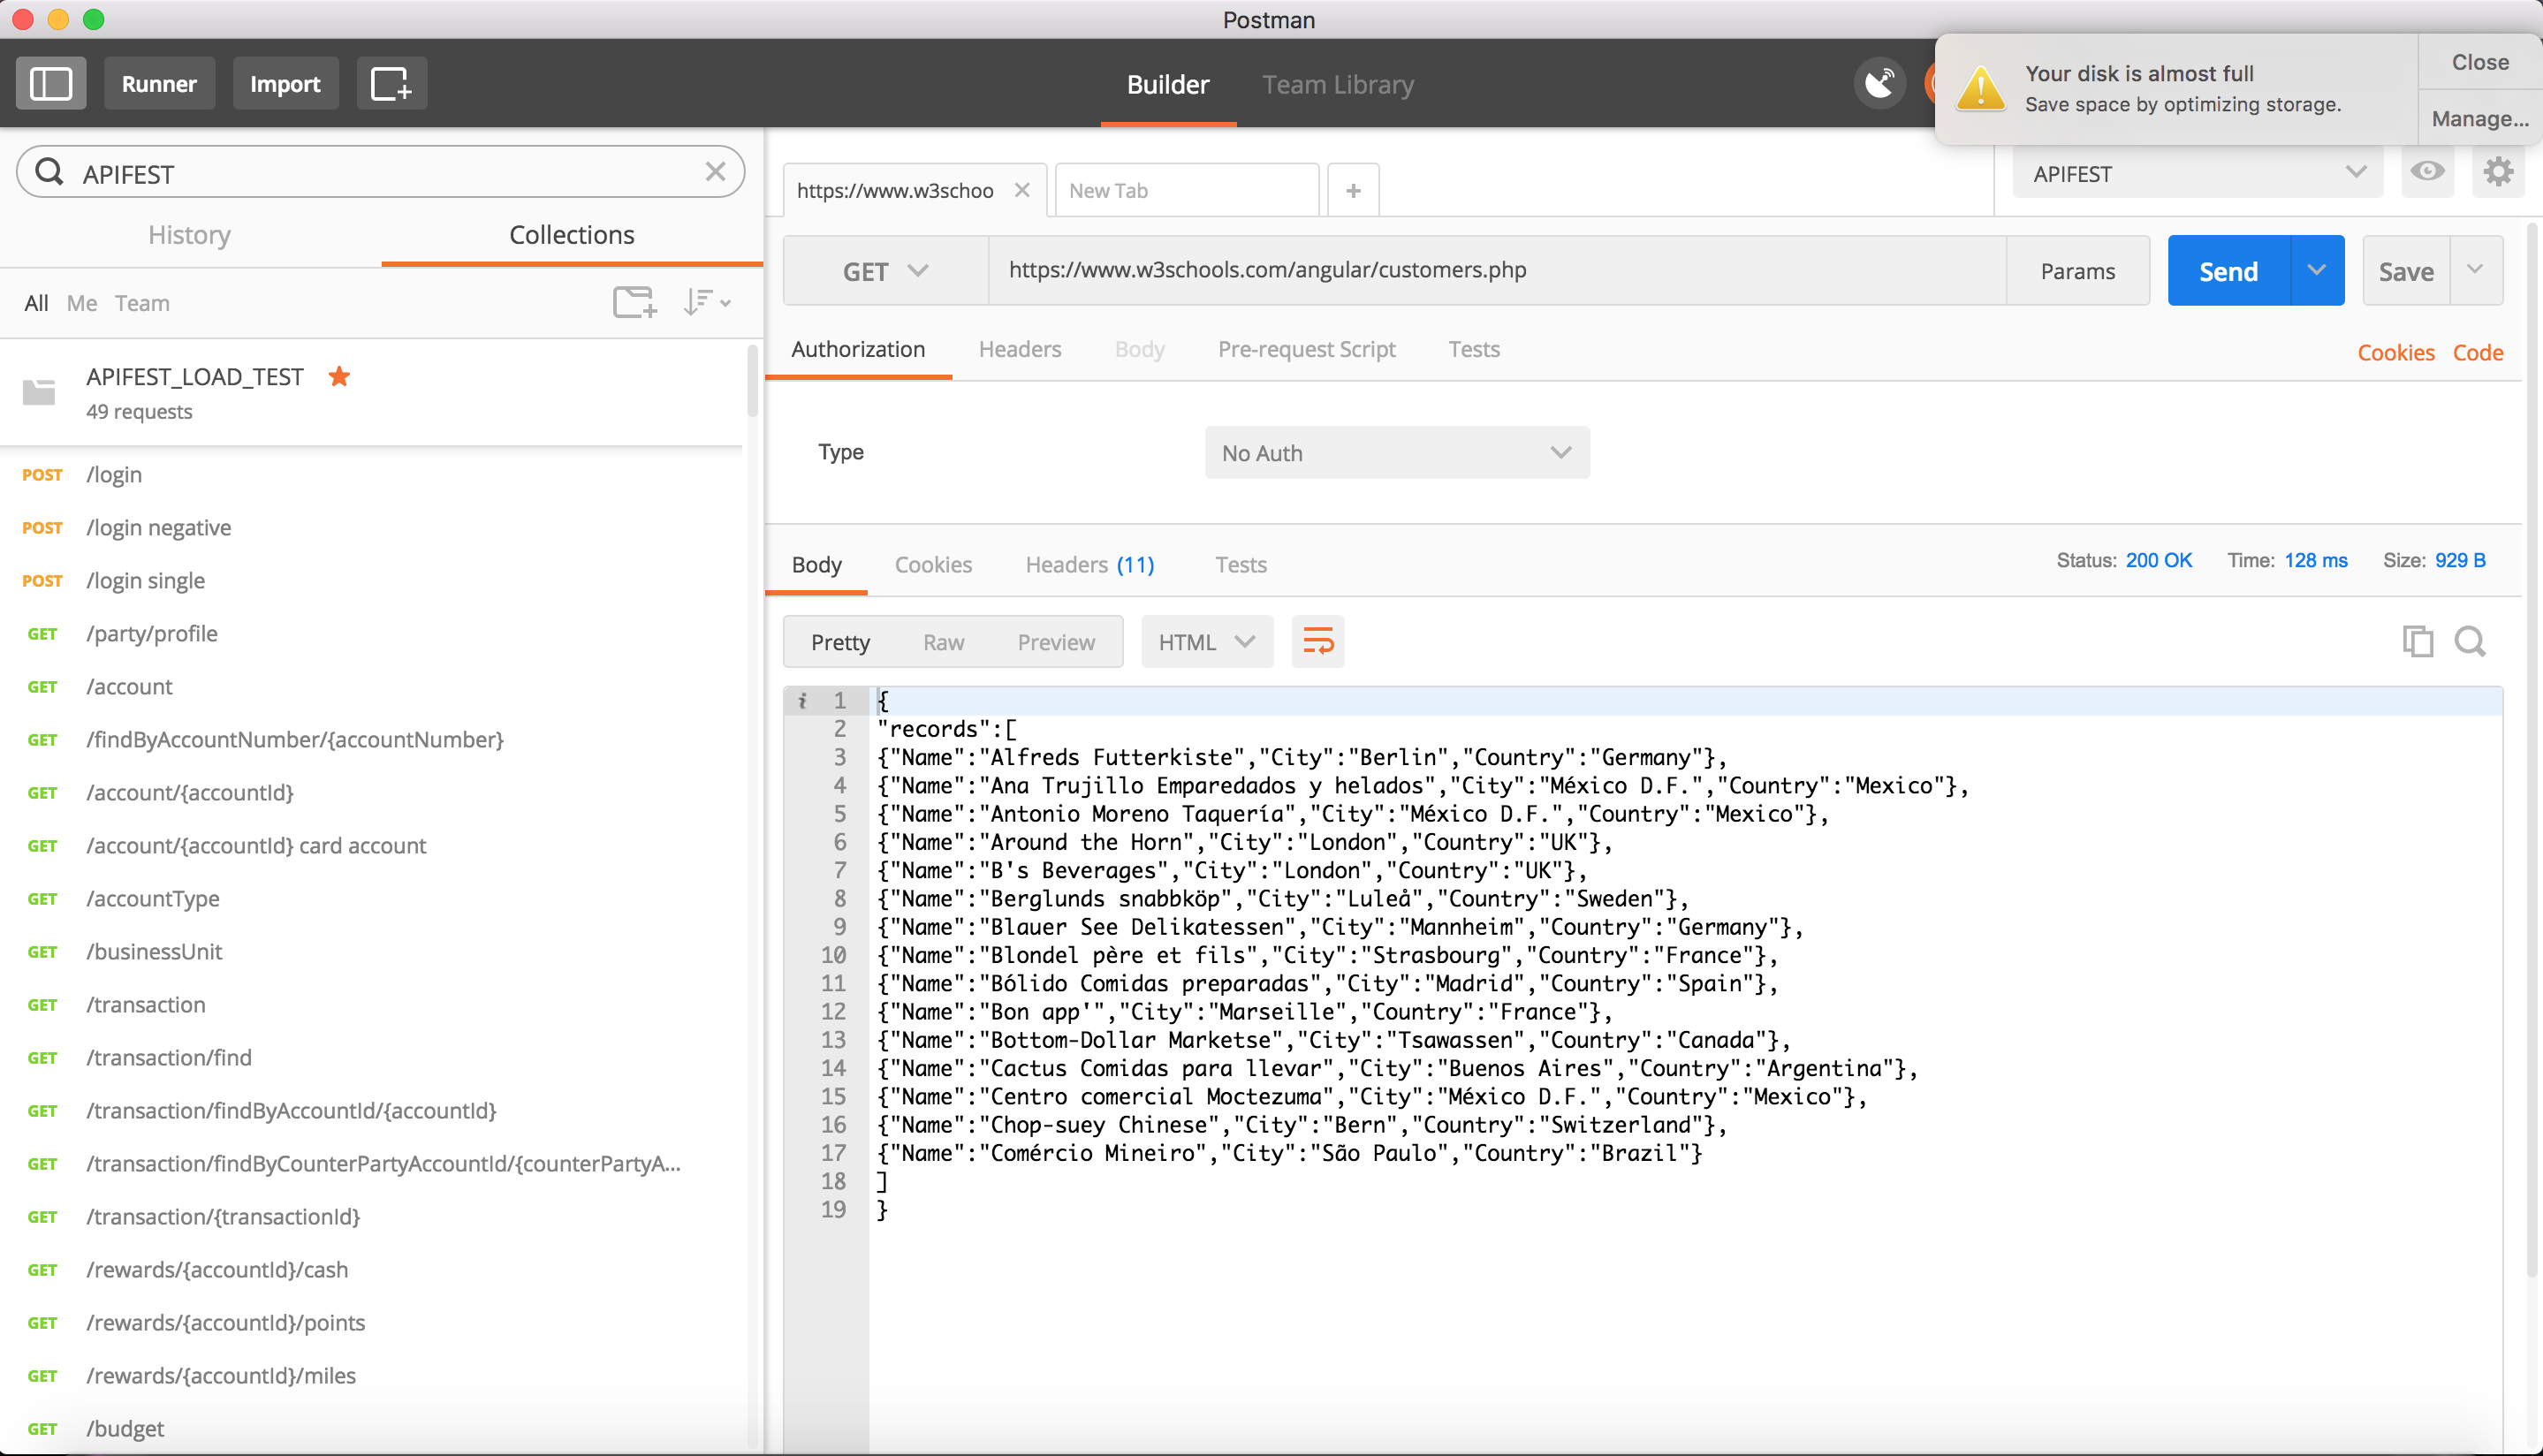 Postman
Runner
Import
Builder
Team Library
Your disk is almost full
Save space by optimizing storage.
Close
Manage...
APIFEST
History
Collections
All Me Team
APIFEST_LOAD_TEST
49 requests
POST /login
POST /login negative
POST /login single
GET /party/profile
GET /account
GET /findByAccountNumber/{accountNumber}
GET /account/{accountId}
GET /account/{accountId} card account
GET /accountType
GET /businessUnit
GET /transaction
GET /transaction/find
GET /transaction/findByAccountId/{accountId}
GET /transaction/findByCounterPartyAccountId/{counterPartyA...
GET /transaction/{transactionId}
GET /rewards/{accountId}/cash
GET /rewards/{accountId}/points
GET /rewards/{accountId}/miles
GET /budget
https://www.w3schoo
New Tab
APIFEST
GET
https://www.w3schools.com/angular/customers.php
Params
Send
Save
Authorization Headers Body Pre-request Script Tests
Cookies Code
Type
No Auth
Body Cookies Headers (11) Tests
Status: 200 OK Time: 128 ms Size: 929 B
Pretty Raw Preview
HTML
i 1 {
2 "records":[
3 {"Name":"Alfreds Futterkiste","City":"Berlin","Country":"Germany"},
4 {"Name":"Ana Trujillo Emparedados y helados","City":"México D.F.","Country":"Mexico"},
5 {"Name":"Antonio Moreno Taquería","City":"México D.F.","Country":"Mexico"},
6 {"Name":"Around the Horn","City":"London","Country":"UK"},
7 {"Name":"B's Beverages","City":"London","Country":"UK"},
8 {"Name":"Berglunds snabbköp","City":"Luleå","Country":"Sweden"},
9 {"Name":"Blauer See Delikatessen","City":"Mannheim","Country":"Germany"},
10 {"Name":"Blondel père et fils","City":"Strasbourg","Country":"France"},
11 {"Name":"Bólido Comidas preparadas","City":"Madrid","Country":"Spain"},
12 {"Name":"Bon app'","City":"Marseille","Country":"France"},
13 {"Name":"Bottom-Dollar Marketse","City":"Tsawassen","Country":"Canada"},
14 {"Name":"Cactus Comidas para llevar","City":"Buenos Aires","Country":"Argentina"},
15 {"Name":"Centro comercial Moctezuma","City":"México D.F.","Country":"Mexico"},
16 {"Name":"Chop-suey Chinese","City":"Bern","Country":"Switzerland"},
17 {"Name":"Comércio Mineiro","City":"São Paulo","Country":"Brazil"}
18 ]
19 }